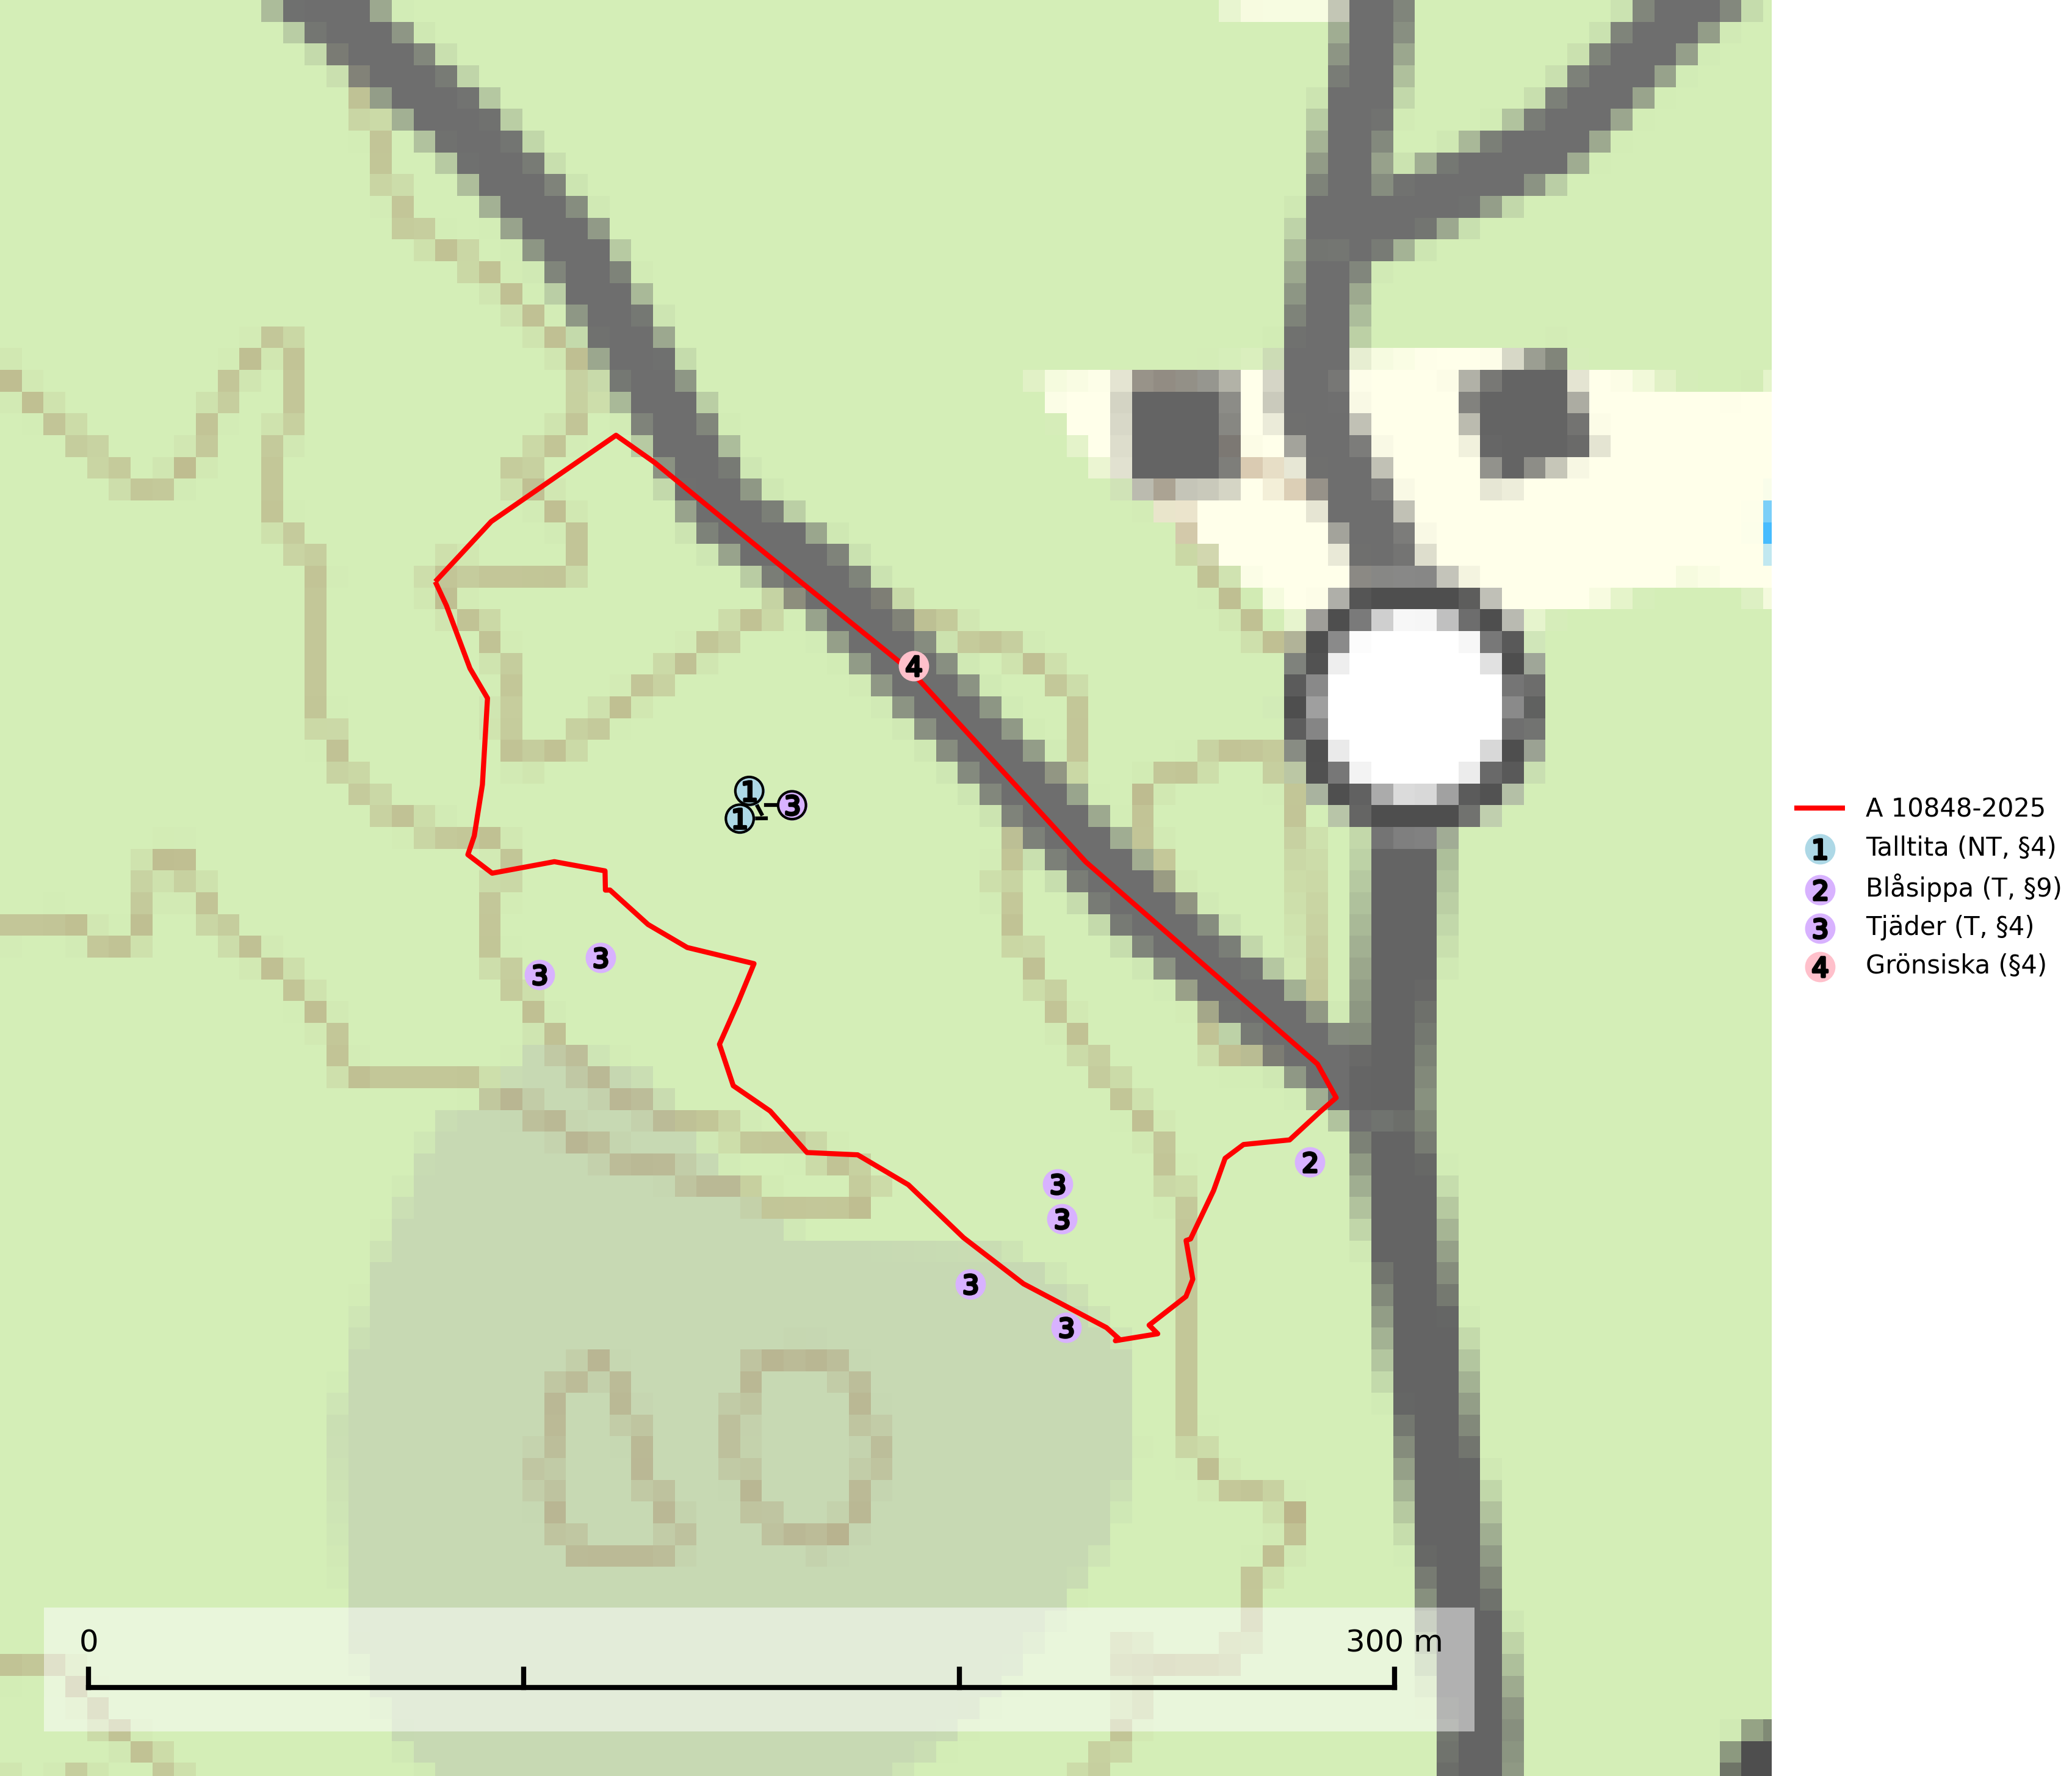 4
1
1 3
3
3
2
3
3
3
3
A 10848-2025
1 Talltita (NT, §4)
2 Blåsippa (T, §9)
3 Tjäder (T, §4)
4 Grönsiska (§4)
0 300 m